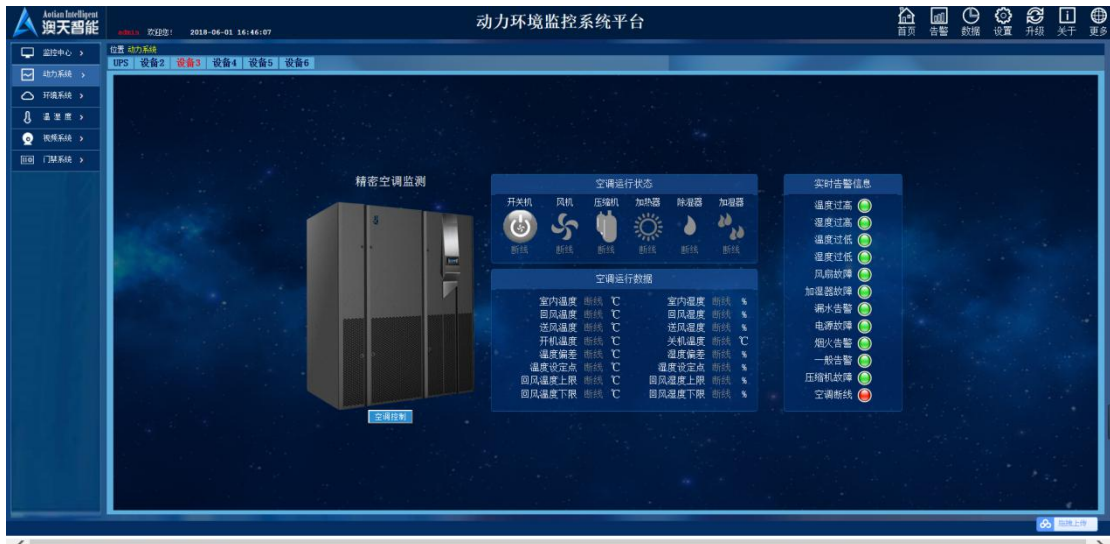 Aotian Intelligent
澳天智能
admin 欢迎您! 2018-06-01 16:46:07
动力环境监控系统平台
首页 告警 数据 设置 升级 关于 更多
监控中心 >
动力系统 >
环境系统 >
温湿度 >
视频系统 >
门禁系统 >
位置 动力系统
UPS 设备2 设备3 设备4 设备5 设备6
精密空调监测
空调控制
空调运行状态
开关机 风机 压缩机 加热器 除湿器 加湿器
断线 断线 断线 断线 断线 断线
空调运行数据
室内温度 断线 ℃ 室内湿度 断线 %
回风温度 断线 ℃ 回风湿度 断线 %
送风温度 断线 ℃ 送风湿度 断线 %
开机温度 断线 ℃ 关机温度 断线 ℃
温度偏差 断线 ℃ 湿度偏差 断线 %
温度设定点 断线 ℃ 湿度设定点 断线 %
回风温度上限 断线 ℃ 回风湿度上限 断线 %
回风温度下限 断线 ℃ 回风湿度下限 断线 %
实时告警信息
温度过高
湿度过高
温度过低
湿度过低
风扇故障
加湿器故障
漏水告警
电源故障
烟火告警
一般告警
压缩机故障
空调断线
拖拽上传